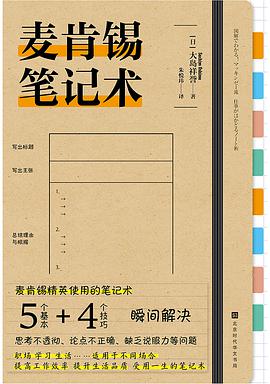 麦肯锡
笔记术
[日] 大岛祥誉 著
朱悦玮 译
写出标题
写出主张
总结理由
与根据
1. →
→
→
2. →
→
→
3. →
→
→
麦肯锡精英使用的笔记术
5个基本 + 4个技巧 瞬间解决
思考不透彻、论点不正确、缺乏说服力等问题
职场 学习 生活 …… 适用于不同场合
提高工作效率 提升生活品质 受用一生的笔记术
北京时代华文书局